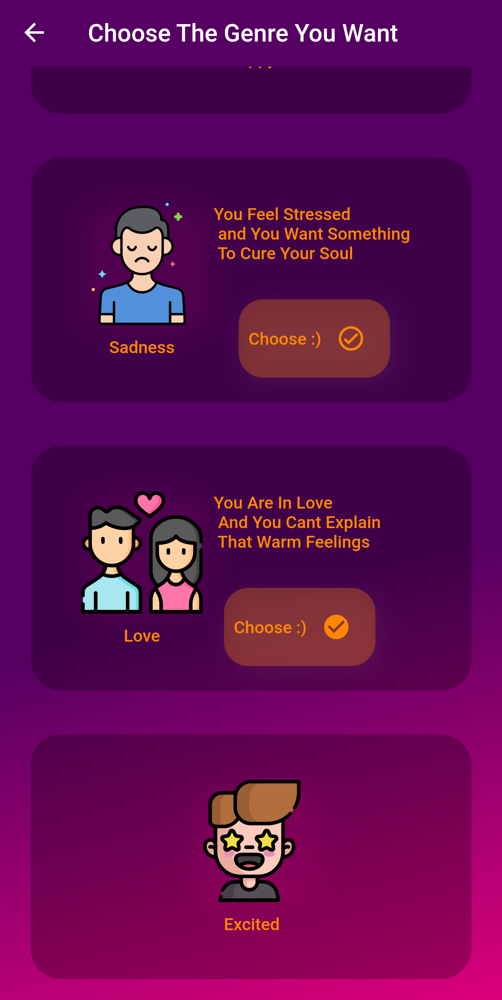 Choose The Genre You Want
You Feel Stressed
and You Want Something
To Cure Your Soul
Choose :)
Sadness
You Are In Love
And You Cant Explain
That Warm Feelings
Choose :)
Love
Excited